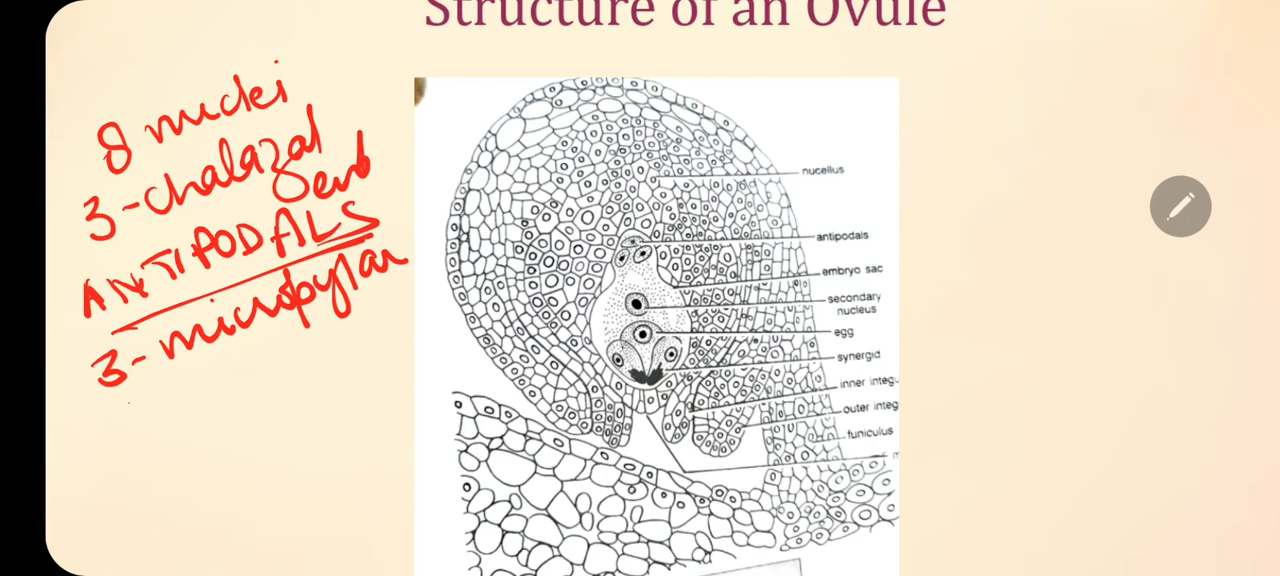 Structure of an Ovule
8 nuclei
3-chalazal
end
ANTIPODALS
3-micropylar
nucellus
antipodals
embryo sac
secondary
nucleus
egg
synergid
inner integ
outer integ
funiculus
m